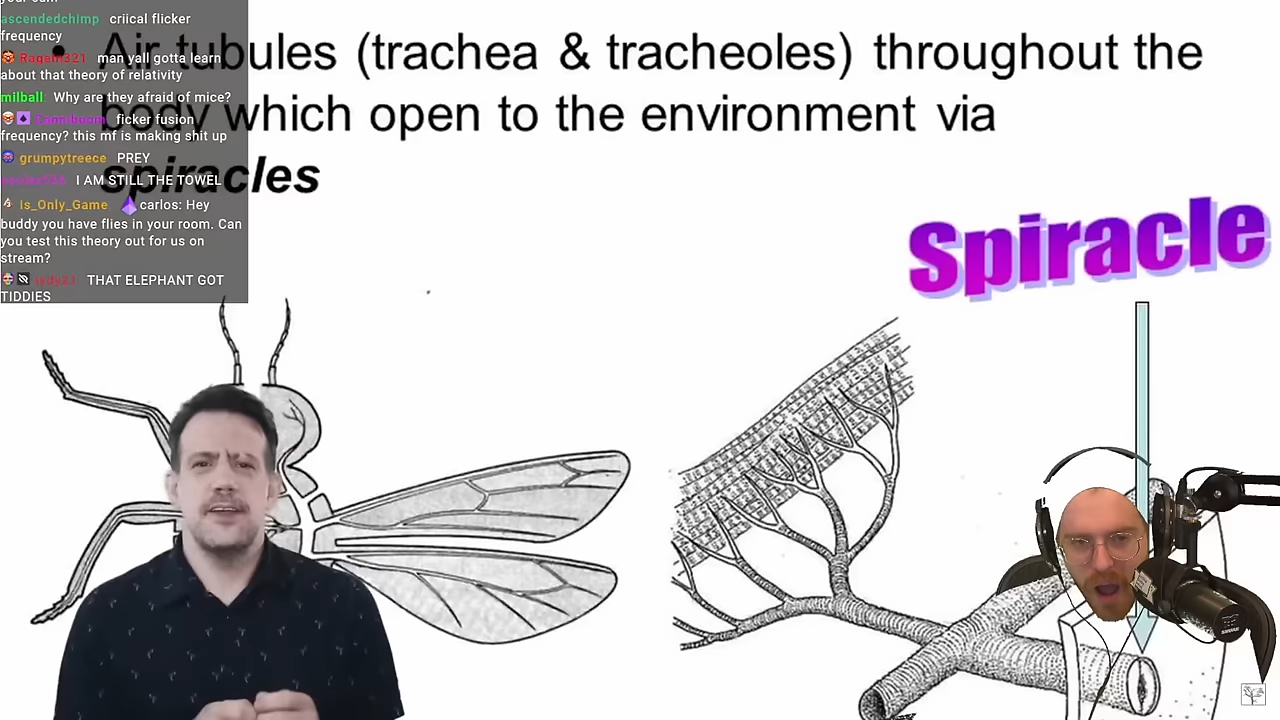 ascendedchimp criical flicker
frequency
man yall gotta learn
about that theory of relativity
milball: Why are they afraid of mice?
ficker fusion
frequency? this mf is making shit up
grumpytreece PREY
I AM STILL THE TOWEL
Is_Only_Game carlos: Hey
buddy you have flies in your room. Can
you test this theory out for us on
stream?
THAT ELEPHANT GOT
TIDDIES
• Air tubules (trachea & tracheoles) throughout the
body which open to the environment via
spiracles
Spiracle